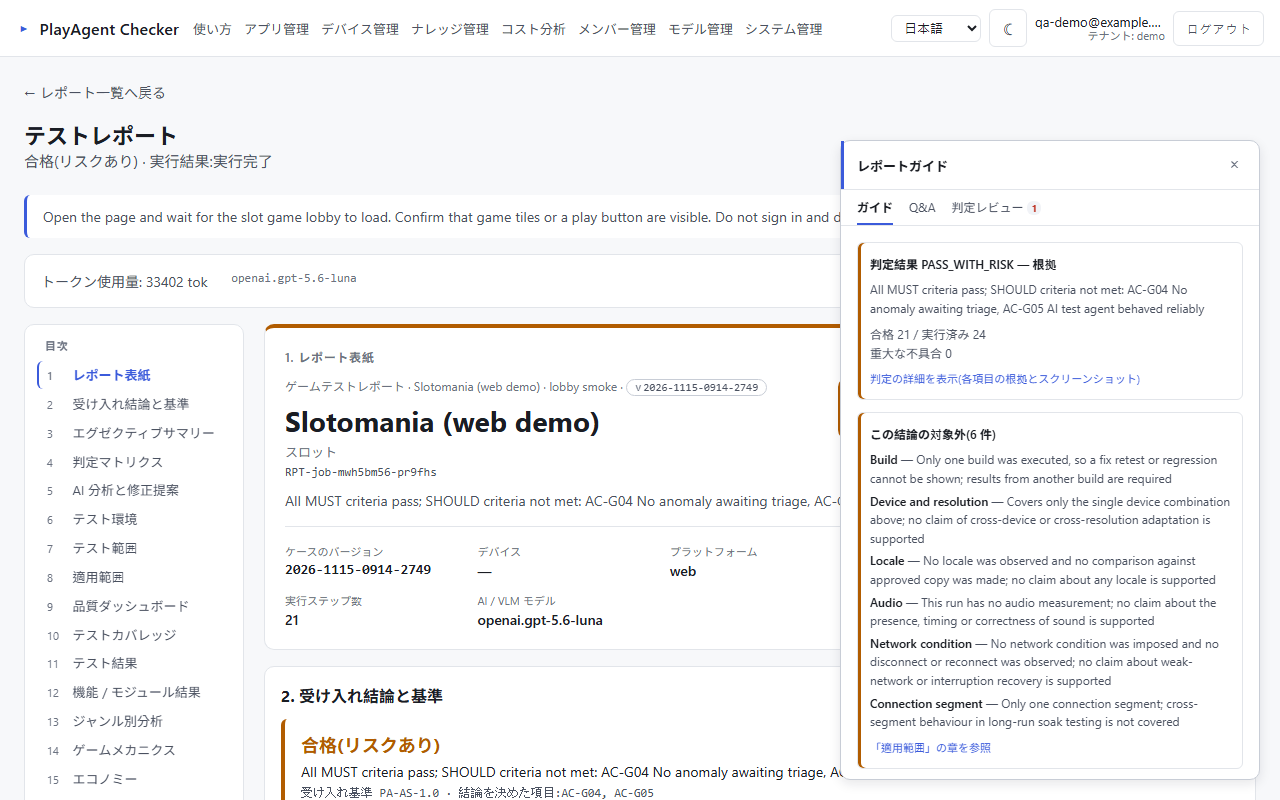 PlayAgent Checker 使い方 アプリ管理 デバイス管理 ナレッジ管理 コスト分析 メンバー管理 モデル管理 システム管理 日本語 qa-demo@example.... ログアウト
テナント: demo
← レポート一覧へ戻る
テストレポート
合格(リスクあり) · 実行結果:実行完了
Open the page and wait for the slot game lobby to load. Confirm that game tiles or a play button are visible. Do not sign in and d
トークン使用量: 33402 tok openai.gpt-5.6-luna
目次
1 レポート表紙
2 受け入れ結論と基準
3 エグゼクティブサマリー
4 判定マトリクス
5 AI 分析と修正提案
6 テスト環境
7 テスト範囲
8 適用範囲
9 品質ダッシュボード
10 テストカバレッジ
11 テスト結果
12 機能 / モジュール結果
13 ジャンル別分析
14 ゲームメカニクス
15 エコノミー
1. レポート表紙
ゲームテストレポート · Slotomania (web demo) · lobby smoke · v 2026-1115-0914-2749
Slotomania (web demo)
スロット
RPT-job-mwh5bm56-pr9fhs
All MUST criteria pass; SHOULD criteria not met: AC-G04 No anomaly awaiting triage, AC-
ケースのバージョン デバイス プラットフォーム
2026-1115-0914-2749 — web
実行ステップ数 AI / VLM モデル
21 openai.gpt-5.6-luna
2. 受け入れ結論と基準
合格(リスクあり)
All MUST criteria pass; SHOULD criteria not met: AC-G04 No anomaly awaiting triage, A
受け入れ基準 PA-AS-1.0 · 結論を決めた項目:AC-G04, AC-G05
レポートガイド ×
ガイド Q&A 判定レビュー 1
判定結果 PASS_WITH_RISK — 根拠
All MUST criteria pass; SHOULD criteria not met: AC-G04 No
anomaly awaiting triage, AC-G05 AI test agent behaved reliably
合格 21 / 実行済み 24
重大な不具合 0
判定の詳細を表示(各項目の根拠とスクリーンショット)
この結論の対象外(6 件)
Build — Only one build was executed, so a fix retest or regression
cannot be shown; results from another build are required
Device and resolution — Covers only the single device combination
above; no claim of cross-device or cross-resolution adaptation is
supported
Locale — No locale was observed and no comparison against
approved copy was made; no claim about any locale is supported
Audio — This run has no audio measurement; no claim about the
presence, timing or correctness of sound is supported
Network condition — No network condition was imposed and no
disconnect or reconnect was observed; no claim about weak-
network or interruption recovery is supported
Connection segment — Only one connection segment; cross-
segment behaviour in long-run soak testing is not covered
「適用範囲」の章を参照